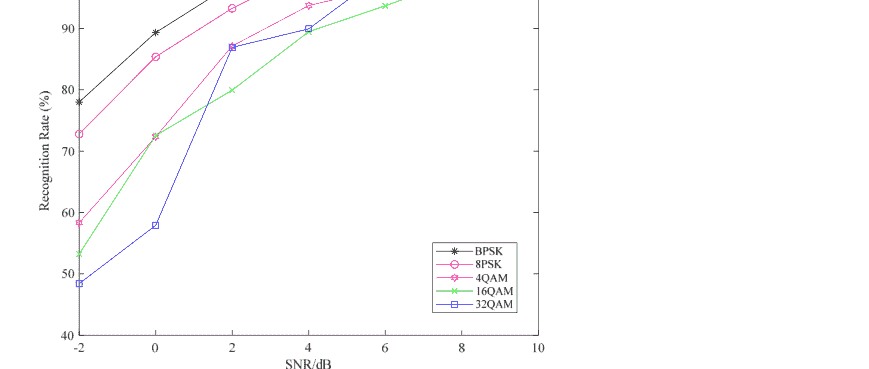 90
80
70
60
50
40
Recognition Rate (%)
-2 0 2 4 6 8 10
SNR/dB
BPSK
8PSK
4QAM
16QAM
32QAM